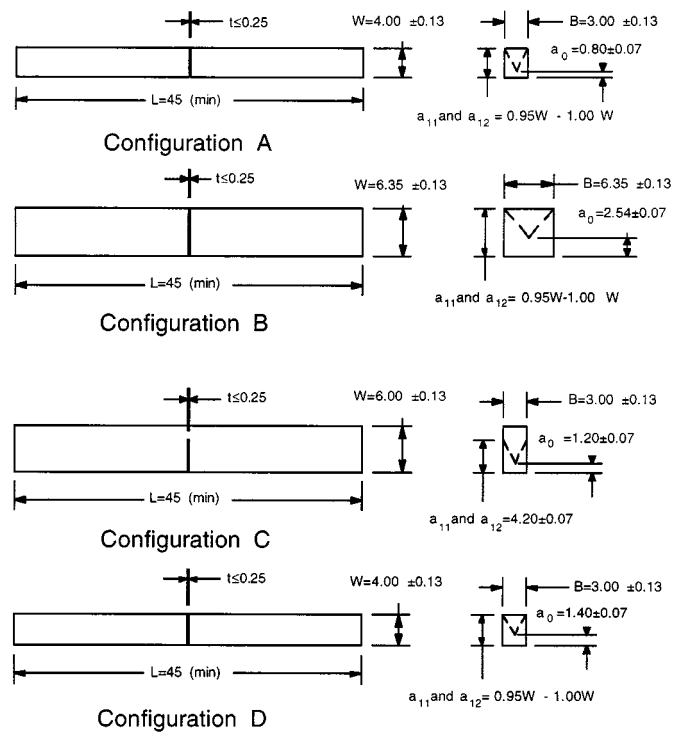 t≤0.25
W=4.00 ±0.13
B=3.00 ±0.13
a0 =0.80±0.07
L=45 (min)
a11 and a12 = 0.95W - 1.00 W
Configuration A
t≤0.25
W=6.35 ±0.13
B=6.35 ±0.13
a0=2.54±0.07
L=45 (min)
a11 and a12= 0.95W-1.00 W
Configuration B
t≤0.25
W=6.00 ±0.13
B=3.00 ±0.13
a0 =1.20±0.07
L=45 (min)
a11 and a12=4.20±0.07
Configuration C
t≤0.25
W=4.00 ±0.13
B=3.00 ±0.13
a0 =1.40±0.07
L=45 (min)
a11 and a12= 0.95W - 1.00W
Configuration D